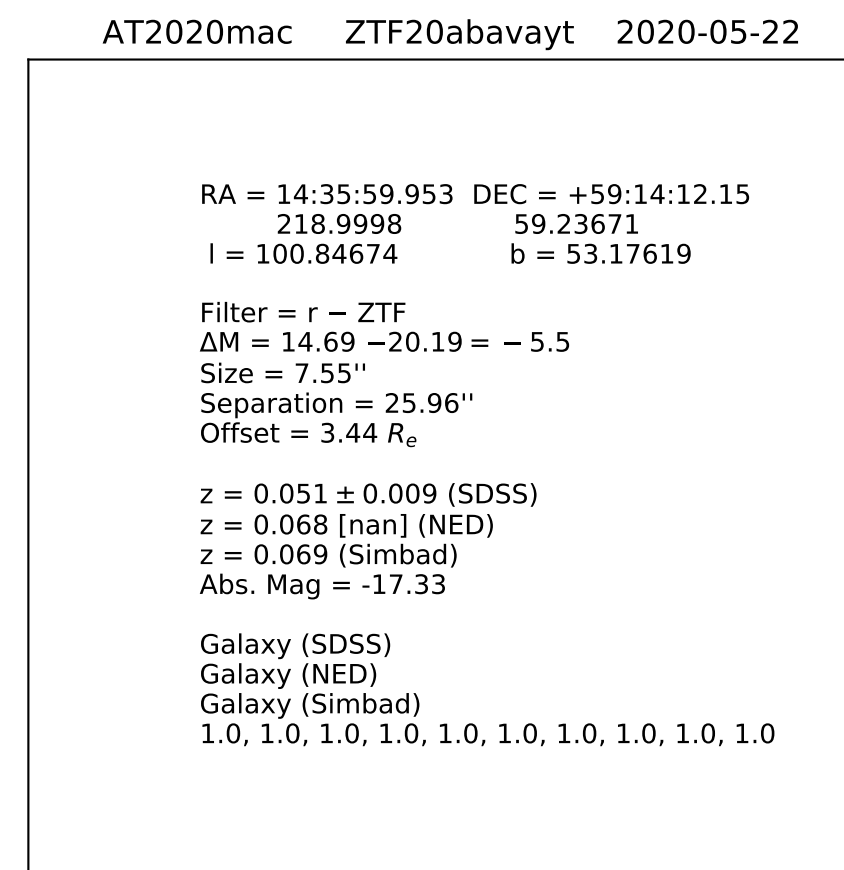 AT2020mac ZTF20abavayt 2020-05-22
RA = 14:35:59.953 DEC = +59:14:12.15
218.9998 59.23671
l = 100.84674 b = 53.17619
Filter = r − ZTF
ΔM = 14.69 −20.19 = − 5.5
Size = 7.55''
Separation = 25.96''
Offset = 3.44 Rₑ
z = 0.051 ± 0.009 (SDSS)
z = 0.068 [nan] (NED)
z = 0.069 (Simbad)
Abs. Mag = -17.33
Galaxy (SDSS)
Galaxy (NED)
Galaxy (Simbad)
1.0, 1.0, 1.0, 1.0, 1.0, 1.0, 1.0, 1.0, 1.0, 1.0